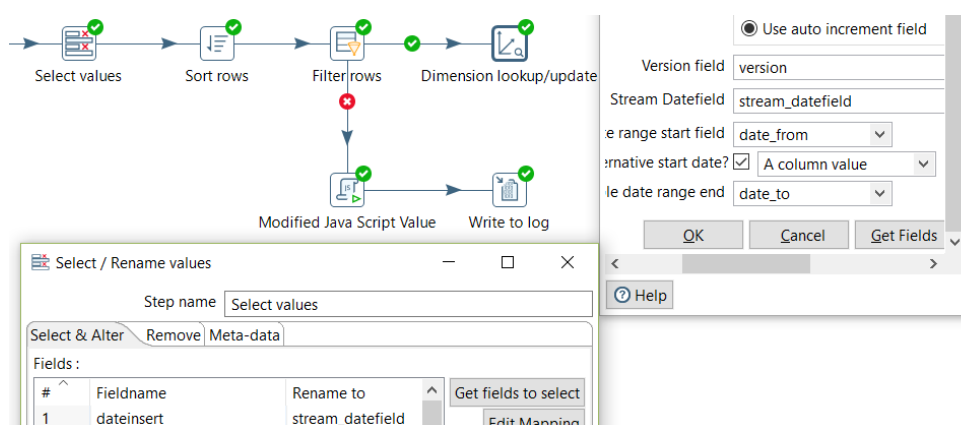 Select values
Sort rows
Filter rows
Dimension lookup/update
Modified Java Script Value
Write to log
Use auto increment field
Version field version
Stream Datefield stream_datefield
e range start field date_from
ernative start date? A column value
le date range end date_to
OK Cancel Get Fields
Help
Select / Rename values
Step name Select values
Select & Alter Remove Meta-data
Fields :
# Fieldname Rename to Get fields to select
1 dateinsert stream_datefield Edit Mapping